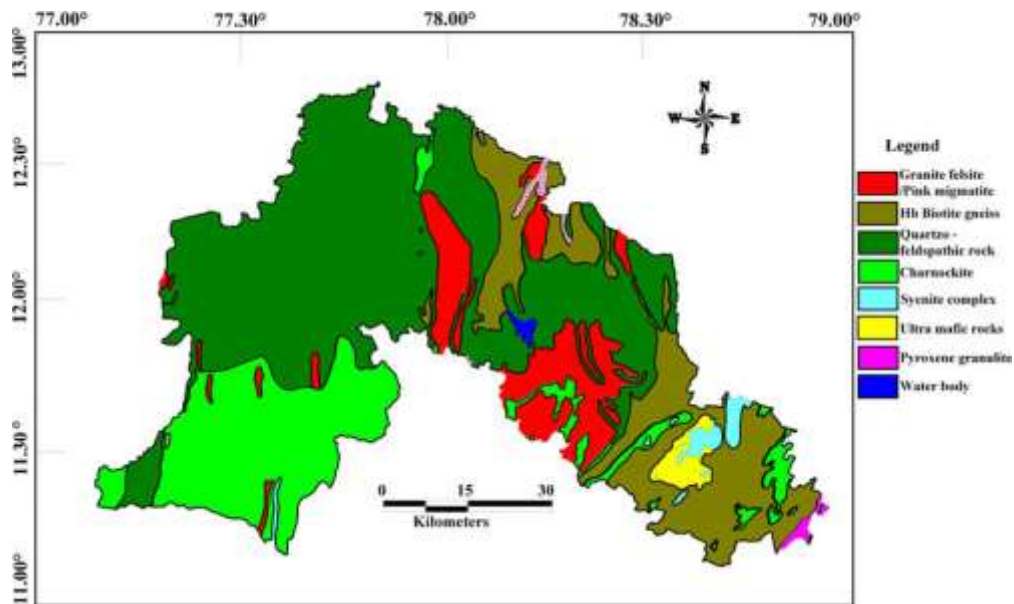 77.00° 77.30° 78.00° 78.30° 79.00°
13.00°
12.30°
12.00°
11.30°
11.00°
N
W E
S
Legend
Granite felsite
/Pink migmatite
Hb Biotite gneiss
Quartzo -
feldspathic rock
Charnockite
Syenite complex
Ultra mafic rocks
Pyroxene granulite
Water body
0 15 30
Kilometers